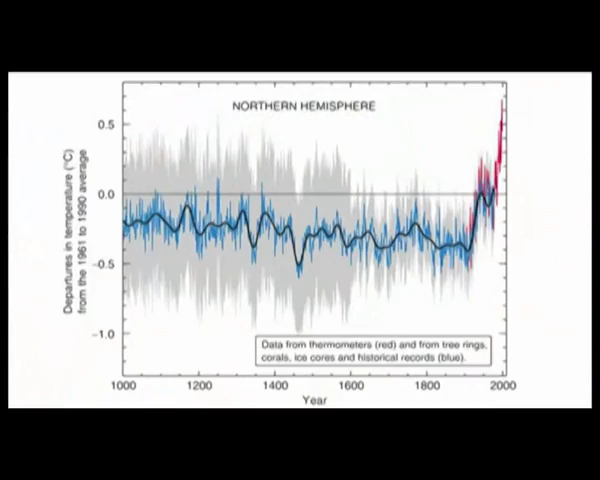 NORTHERN HEMISPHERE
Departures in temperature (°C)
from the 1961 to 1990 average
0.5
0.0
−0.5
−1.0
Data from thermometers (red) and from tree rings,
corals, ice cores and historical records (blue).
1000 1200 1400 1600 1800 2000
Year